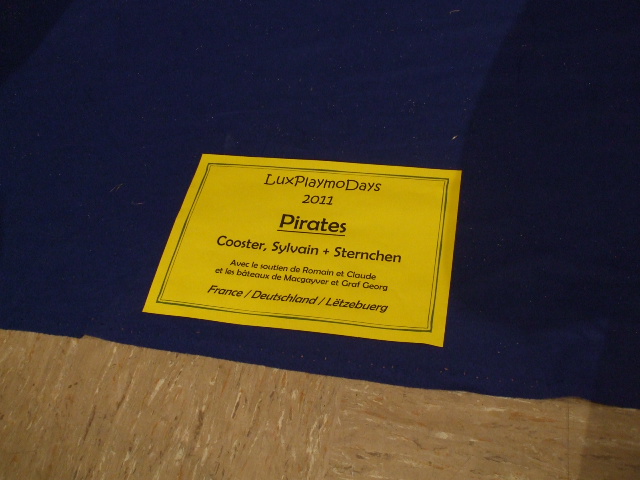 LuxPlaymoDays
2011
Pirates
Cooster, Sylvain + Sternchen
Avec le soutien de Romain et Claude
et les bâteaux de Macgayver et Graf Georg
France / Deutschland / Lëtzebuerg